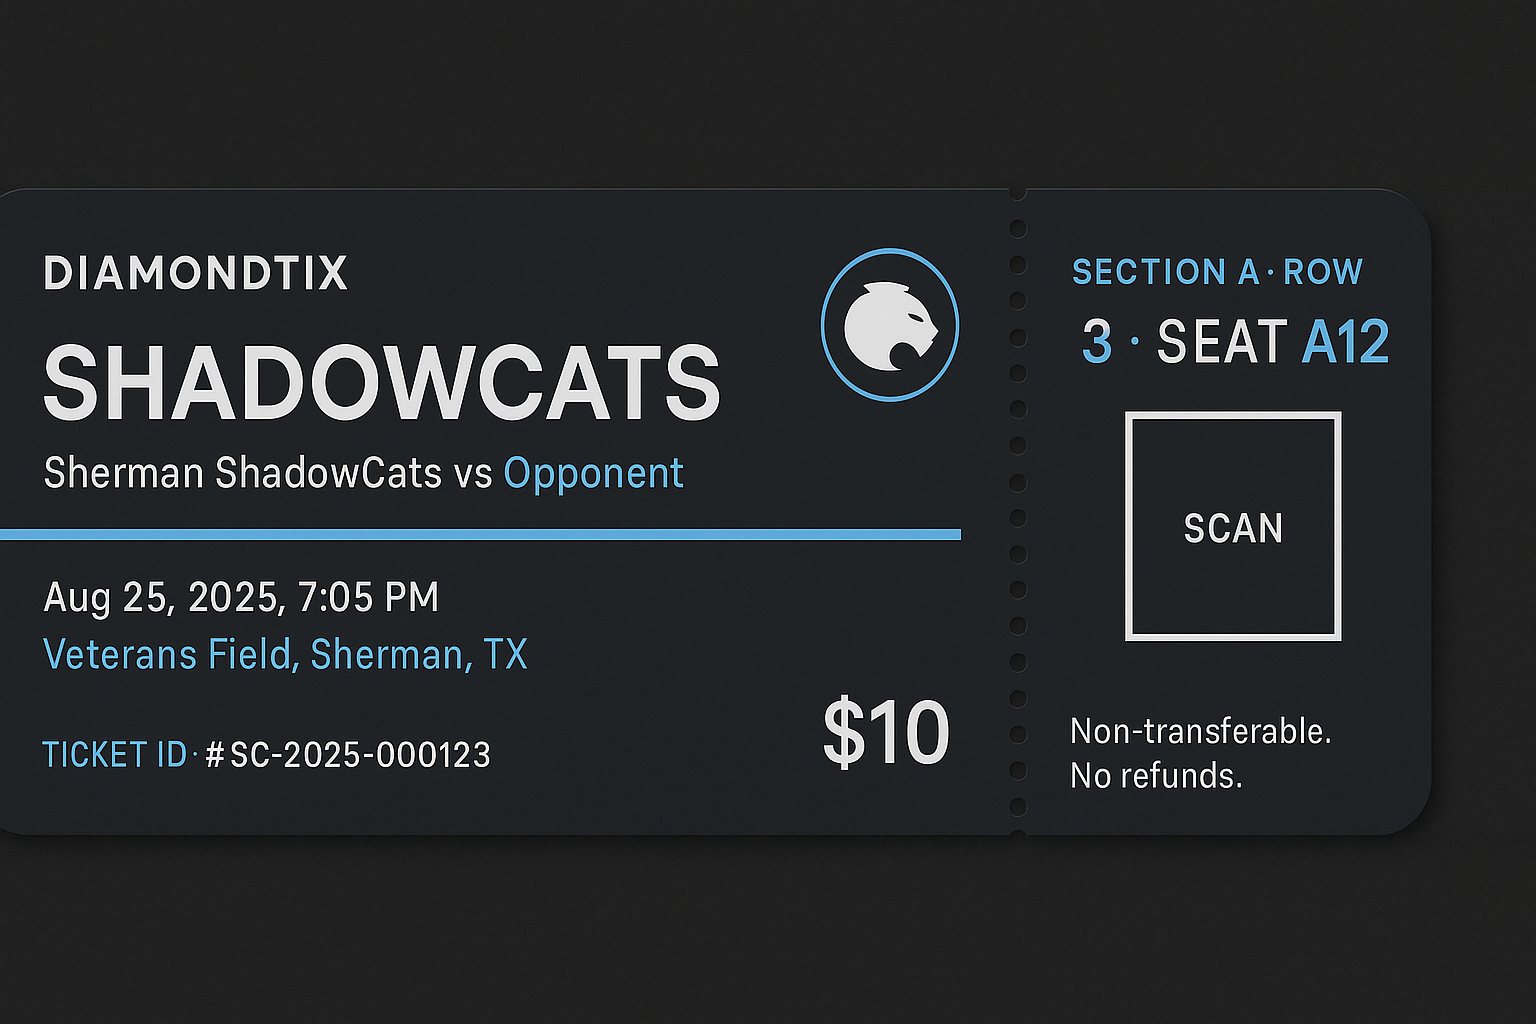 DIAMONDTIX
SHADOWCATS
Sherman ShadowCats vs Opponent
Aug 25, 2025, 7:05 PM
Veterans Field, Sherman, TX
TICKET ID· #SC-2025-000123
$10
SECTION A · ROW
3 · SEAT A12
SCAN
Non-transferable.
No refunds.